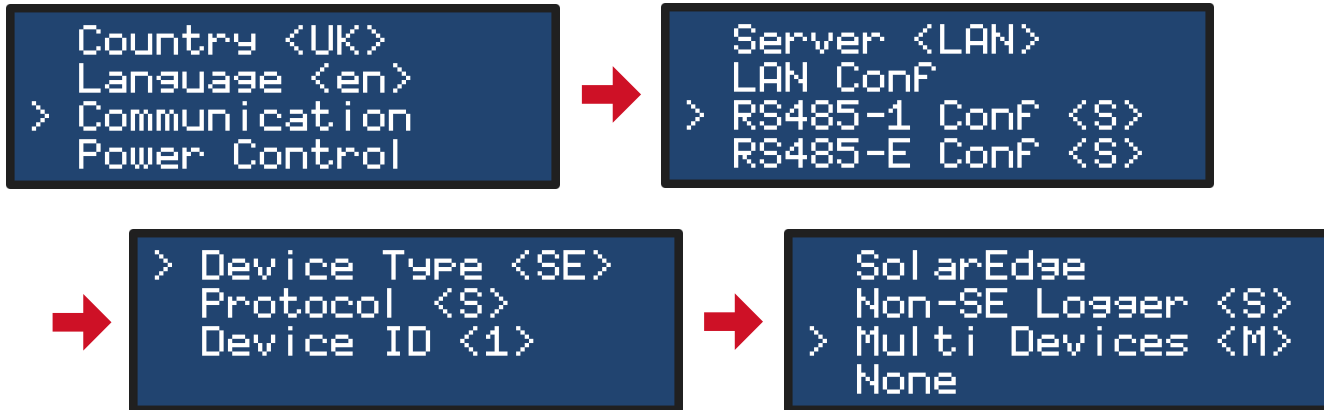 Country <UK>
Language <en>
> Communication
Power Control
Server <LAN>
LAN Conf
> RS485-1 Conf <S>
RS485-E Conf <S>
> Device Type <SE>
Protocol <S>
Device ID <1>
SolarEdge
Non-SE Logger <S>
> Multi Devices <M>
None